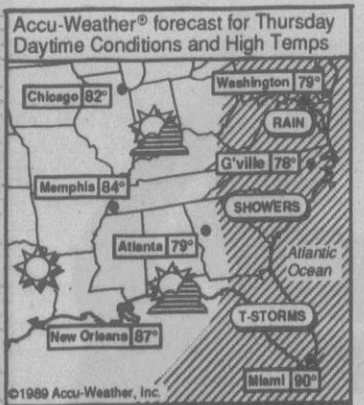 Accu-Weather® forecast for Thursday
Daytime Conditions and High Temps
Washington 79°
Chicago 82°
RAIN
G'ville 78°
Memphis 84°
SHOWERS
Atlanta 79°
Atlantic
Ocean
T-STORMS
New Orleans 87°
Miami 90°
©1989 Accu-Weather, Inc.